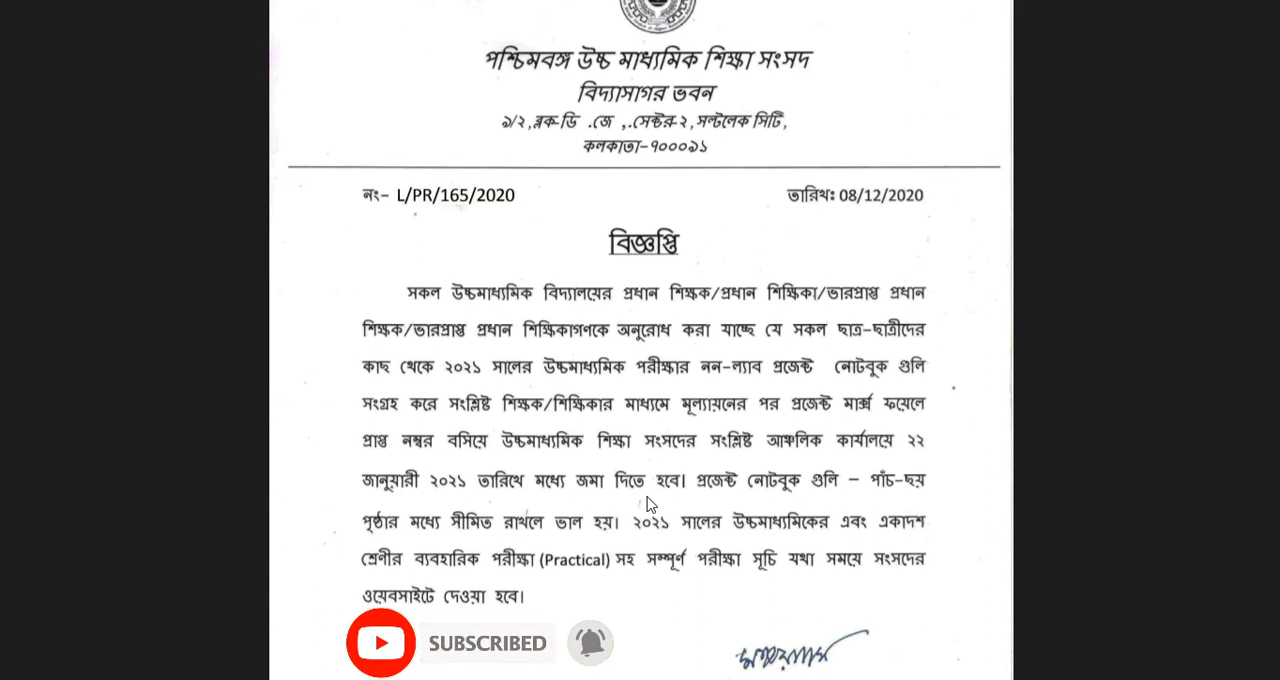 পশ্চিমবঙ্গ উচ্চ মাধ্যমিক শিক্ষা সংসদ
বিদ্যাসাগর ভবন
৯/২,ব্লক-ডি .জে ,.সেক্টর-২,সল্টলেক সিটি,
কলকাতা-৭০০০৯১
নং- L/PR/165/2020
তারিখঃ 08/12/2020
বিজ্ঞপ্তি
সকল উচ্চমাধ্যমিক বিদ্যালয়ের প্রধান শিক্ষক/প্রধান শিক্ষিকা/ভারপ্রাপ্ত প্রধান
শিক্ষক/ভারপ্রাপ্ত প্রধান শিক্ষিকাগণকে অনুরোধ করা যাচ্ছে যে সকল ছাত্র-ছাত্রীদের
কাছ থেকে ২০২১ সালের উচ্চমাধ্যমিক পরীক্ষার নন-ল্যাব প্রজেক্ট নোটবুক গুলি
সংগ্রহ করে সংশ্লিষ্ট শিক্ষক/শিক্ষিকার মাধ্যমে মূল্যায়নের পর প্রজেক্ট মার্ক্স ফয়েলে
প্রাপ্ত নম্বর বসিয়ে উচ্চমাধ্যমিক শিক্ষা সংসদের সংশ্লিষ্ট আঞ্চলিক কার্যালয়ে ২২
জানুয়ারী ২০২১ তারিখে মধ্যে জমা দিতে হবে। প্রজেক্ট নোটবুক গুলি – পাঁচ-ছয়
পৃষ্ঠার মধ্যে সীমিত রাখলে ভাল হয়। ২০২১ সালের উচ্চমাধ্যমিকের এবং একাদশ
শ্রেণীর ব্যবহারিক পরীক্ষা (Practical) সহ সম্পূর্ণ পরীক্ষা সূচি যথা সময়ে সংসদের
ওয়েবসাইটে দেওয়া হবে।
SUBSCRIBED